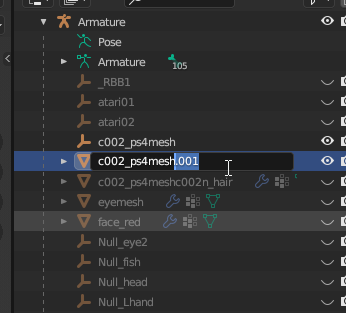 Armature
Pose
Armature
105
_RBB1
atari01
atari02
c002_ps4mesh
c002_ps4mesh.001
c002_ps4meshc002n_hair
eyemesh
face_red
Null_eye2
Null_fish
Null_head
Null_Lhand